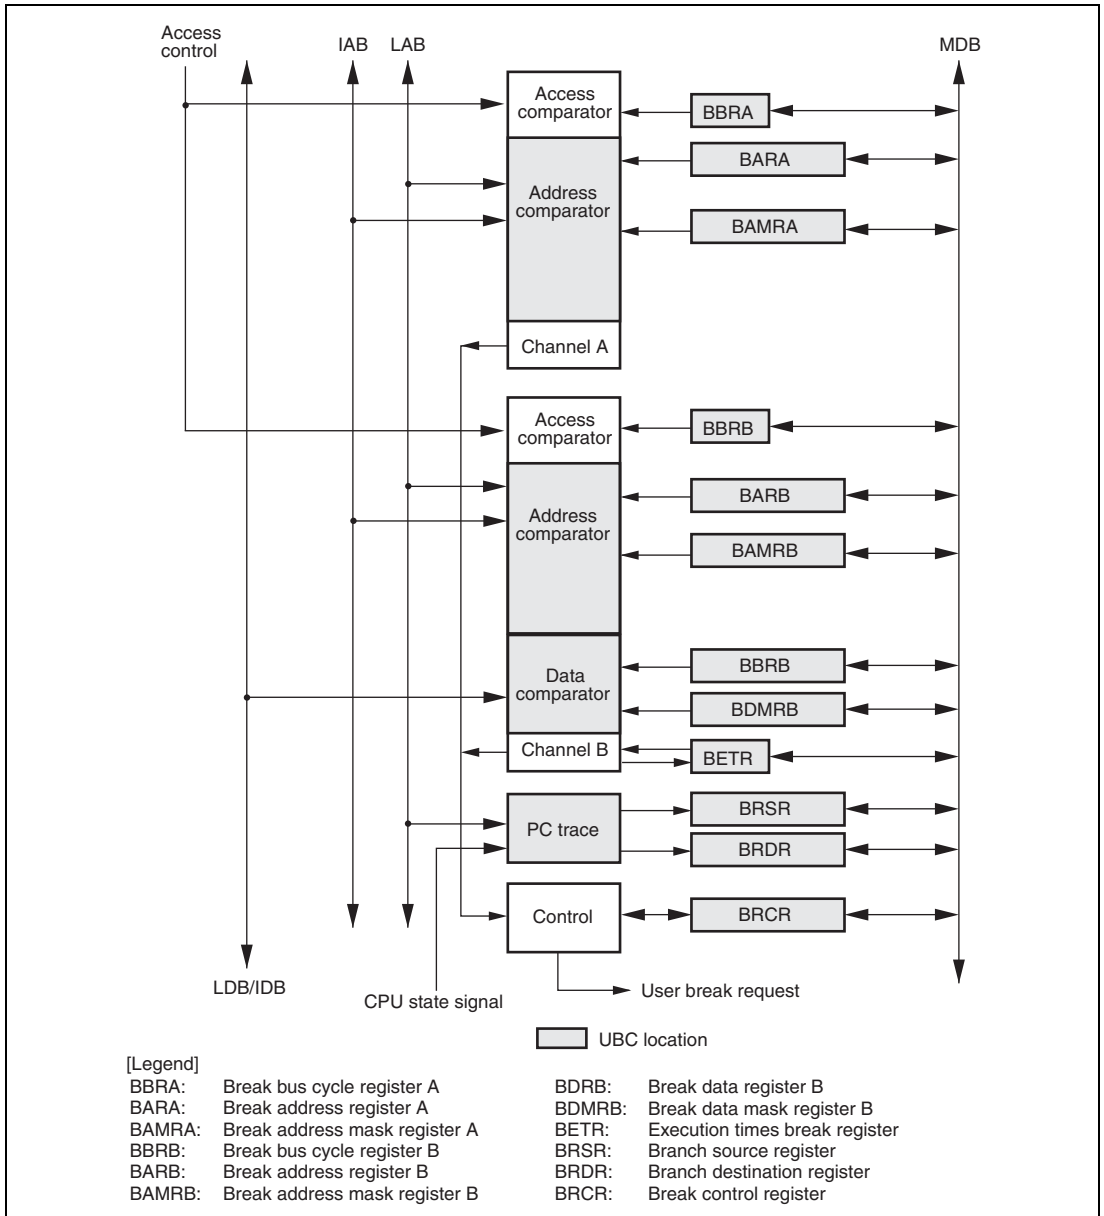 Access
control
IAB
LAB
MDB
Access
comparator
BBRA
BARA
Address
comparator
BAMRA
Channel A
Access
comparator
BBRB
BARB
Address
comparator
BAMRB
BBRB
Data
comparator
BDMRB
Channel B
BETR
BRSR
PC trace
BRDR
Control
BRCR
LDB/IDB
CPU state signal
User break request
UBC location
[Legend]
BBRA: Break bus cycle register A
BARA: Break address register A
BAMRA: Break address mask register A
BBRB: Break bus cycle register B
BARB: Break address register B
BAMRB: Break address mask register B
BDRB: Break data register B
BDMRB: Break data mask register B
BETR: Execution times break register
BRSR: Branch source register
BRDR: Branch destination register
BRCR: Break control register